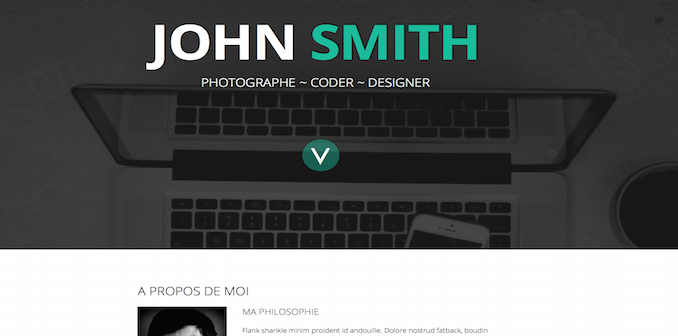 JOHN SMITH
PHOTOGRAPHE ~ CODER ~ DESIGNER
V
A PROPOS DE MOI
MA PHILOSOPHIE
Flank shankle minim proident id andouille. Dolore nostrud fatback, boudin